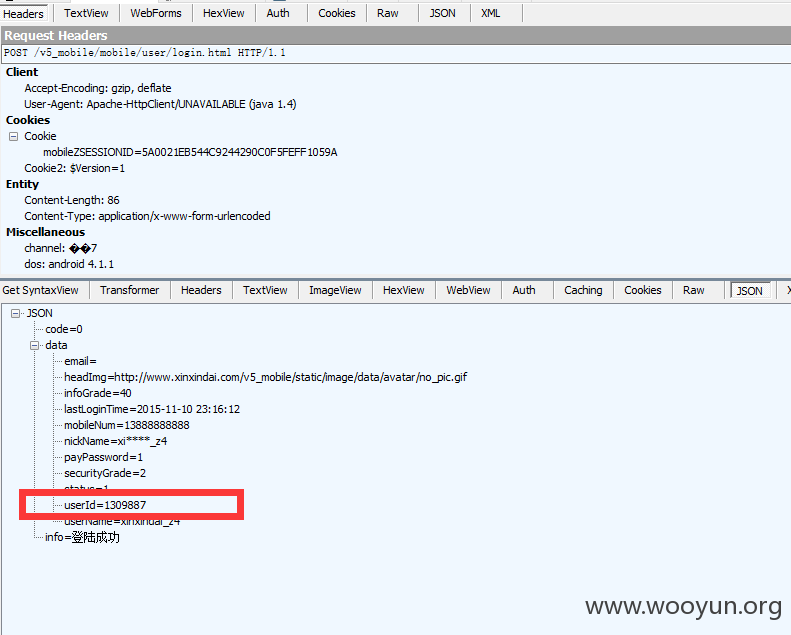 Headers TextView WebForms HexView Auth Cookies Raw JSON XML
Request Headers
POST /v5_mobile/mobile/user/login.html HTTP/1.1
Client
Accept-Encoding: gzip, deflate
User-Agent: Apache-HttpClient/UNAVAILABLE (java 1.4)
Cookies
Cookie
mobileZSESSIONID=5A0021EB544C9244290C0F5FEFF1059A
Cookie2: $Version=1
Entity
Content-Length: 86
Content-Type: application/x-www-form-urlencoded
Miscellaneous
channel: ��7
dos: android 4.1.1
Get SyntaxView Transformer Headers TextView ImageView HexView WebView Auth Caching Cookies Raw JSON X
JSON
code=0
data
email=
headImg=http://www.xinxindai.com/v5_mobile/static/image/data/avatar/no_pic.gif
infoGrade=40
lastLoginTime=2015-11-10 23:16:12
mobileNum=13888888888
nickName=xi****_z4
payPassword=1
securityGrade=2
status=1
userId=1309887
userName=xinxindai_z4
info=登陆成功
www.wooyun.org